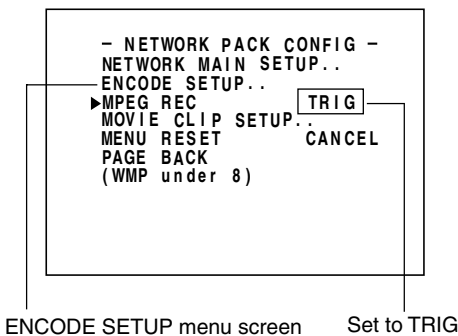 – NETWORK PACK CONFIG –
NETWORK MAIN SETUP..
ENCODE SETUP..
▶MPEG REC TRIG
MOVIE CLIP SETUP..
MENU RESET CANCEL
PAGE BACK
(WMP under 8)
ENCODE SETUP menu screen Set to TRIG